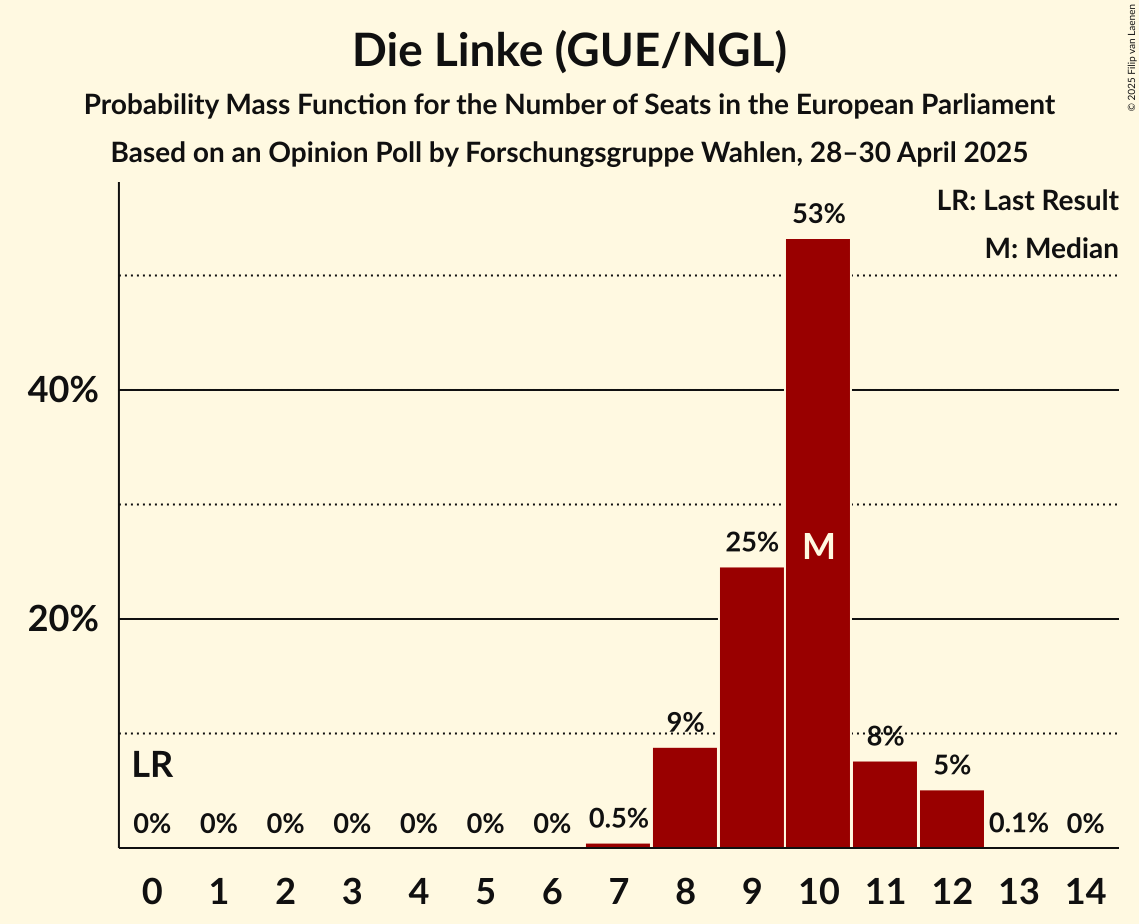 Die Linke (GUE/NGL)
Probability Mass Function for the Number of Seats in the European Parliament
Based on an Opinion Poll by Forschungsgruppe Wahlen, 28–30 April 2025
© 2025 Filip van Laenen
LR: Last Result
M: Median
53%
40%
25%
M
20%
9%
8%
5%
LR
0% 0% 0% 0% 0% 0% 0% 0.5% 0.1% 0%
0 1 2 3 4 5 6 7 8 9 10 11 12 13 14